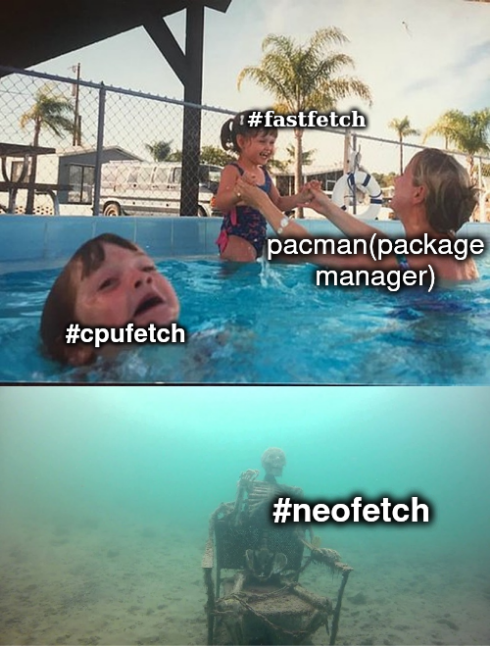 #fastfetch
pacman(package
manager)
#cpufetch
#neofetch